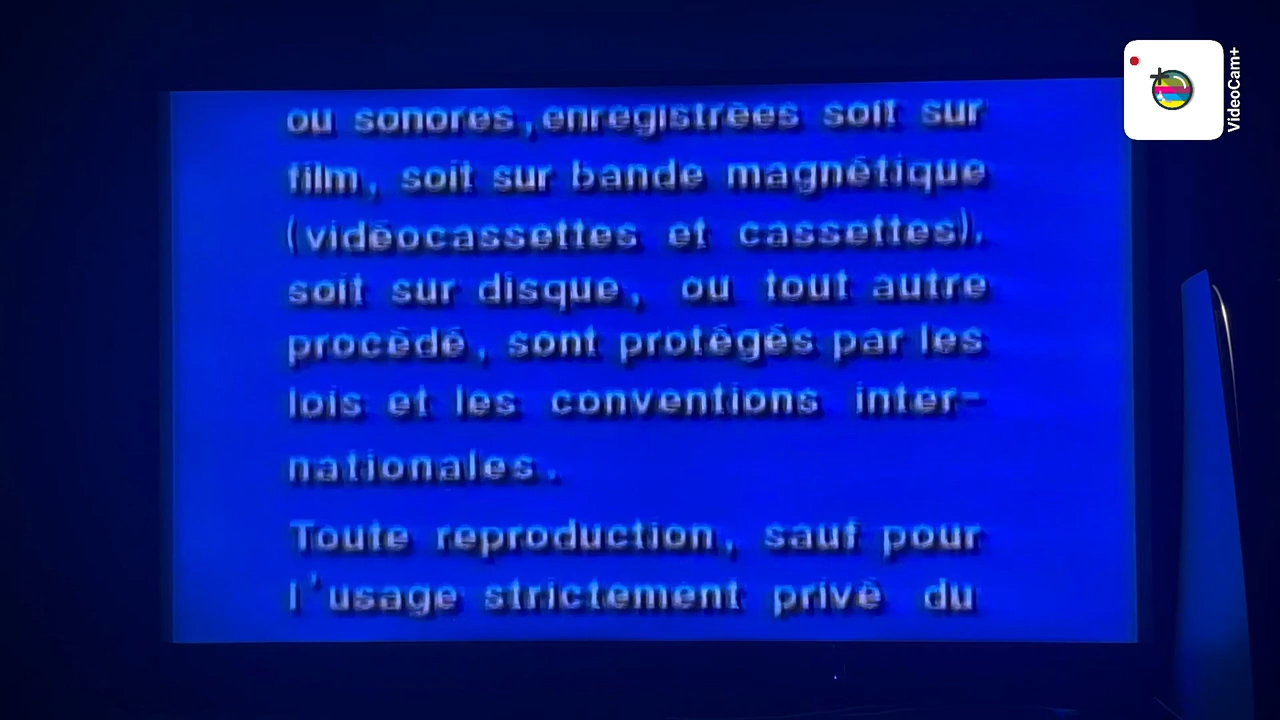 ou sonores,enregistrées soit sur
film, soit sur bande magnétique
(vidéocassettes et cassettes),
soit sur disque, ou tout autre
procédé, sont protégés par les
lois et les conventions inter-
nationales.
Toute reproduction, sauf pour
l'usage strictement privé du
VideoCam+